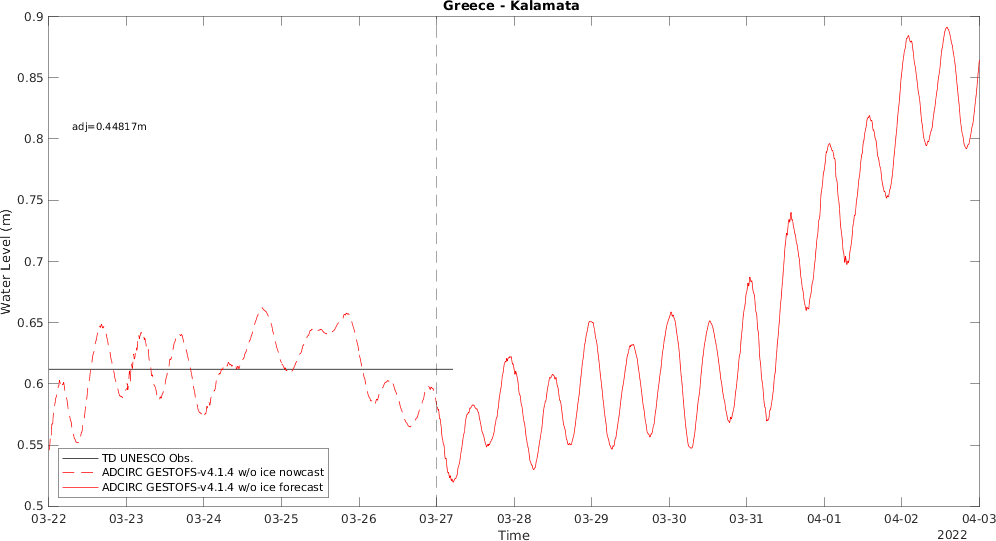 Greece - Kalamata
0.9
0.85
0.8
0.75
0.7
0.65
0.6
0.55
0.5
Water Level (m)
adj=0.44817m
TD UNESCO Obs.
ADCIRC GESTOFS-v4.1.4 w/o ice nowcast
ADCIRC GESTOFS-v4.1.4 w/o ice forecast
03-22 03-23 03-24 03-25 03-26 03-27 03-28 03-29 03-30 03-31 04-01 04-02 04-03
Time
2022